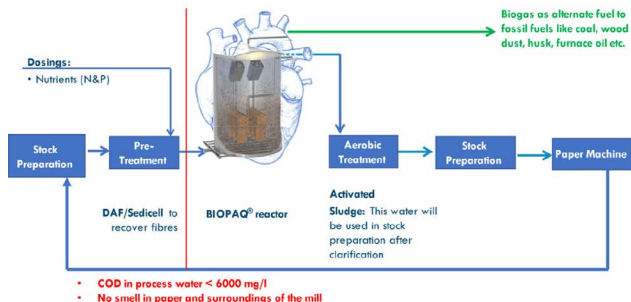 Biogas as alternate fuel to
fossil fuels like coal, wood
dust, husk, furnace oil etc.
Dosings:
• Nutrients (N&P)
Stock
Preparation
Pre-
Treatment
Aerobic
Treatment
Stock
Preparation
Paper Machine
DAF/Sedicell to
recover fibres
BIOPAQ® reactor
Activated
Sludge: This water will
be used in stock
preparation after
clarification
• COD in process water < 6000 mg/l
• No smell in paper and surroundings of the mill